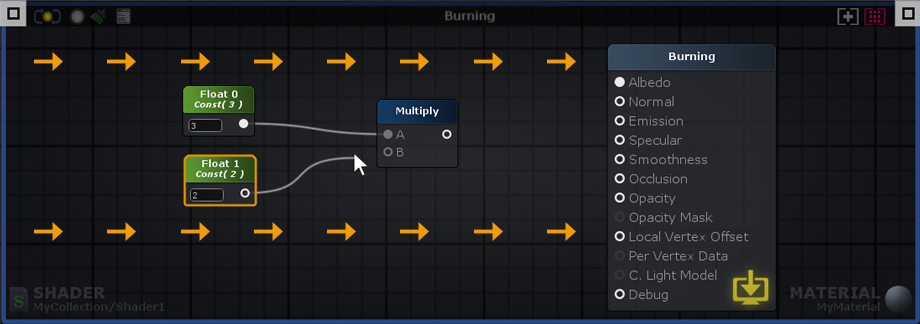 Burning
Burning
Float 0
Const( 3 )
3
Multiply
A
B
Float 1
Const( 2 )
2
Albedo
Normal
Emission
Specular
Smoothness
Occlusion
Opacity
Opacity Mask
Local Vertex Offset
Per Vertex Data
C. Light Model
Debug
S
SHADER
MyCollection/Shader1
MATERIAL
MyMaterial